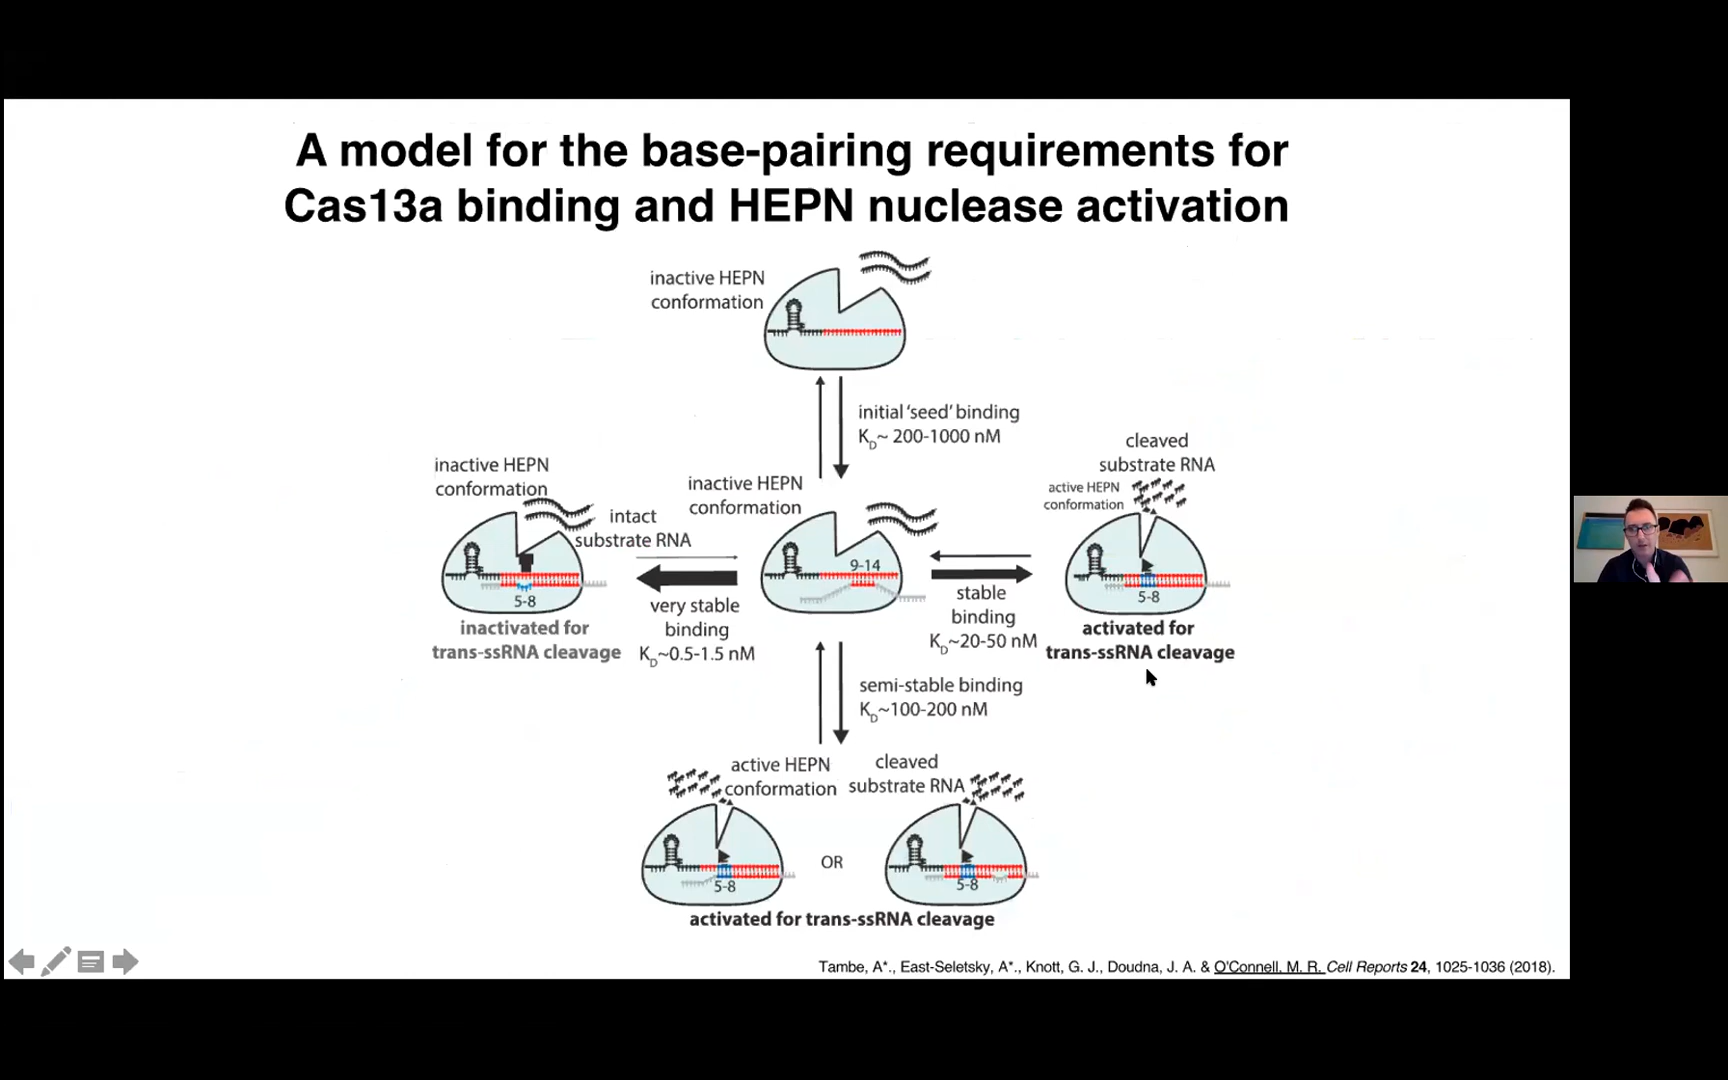 A model for the base-pairing requirements for
Cas13a binding and HEPN nuclease activation
inactive HEPN
conformation
initial 'seed' binding
KD~ 200-1000 nM
inactive HEPN
conformation
intact
substrate RNA
5-8
inactivated for
trans-ssRNA cleavage
very stable
binding
KD~0.5-1.5 nM
inactive HEPN
conformation
9-14
stable
binding
KD~20-50 nM
cleaved
substrate RNA
active HEPN
conformation
5-8
activated for
trans-ssRNA cleavage
semi-stable binding
KD~100-200 nM
active HEPN
conformation
cleaved
substrate RNA
5-8
OR
5-8
activated for trans-ssRNA cleavage
Tambe, A*., East-Seletsky, A*., Knott, G. J., Doudna, J. A. & O'Connell, M. R. Cell Reports 24, 1025-1036 (2018).